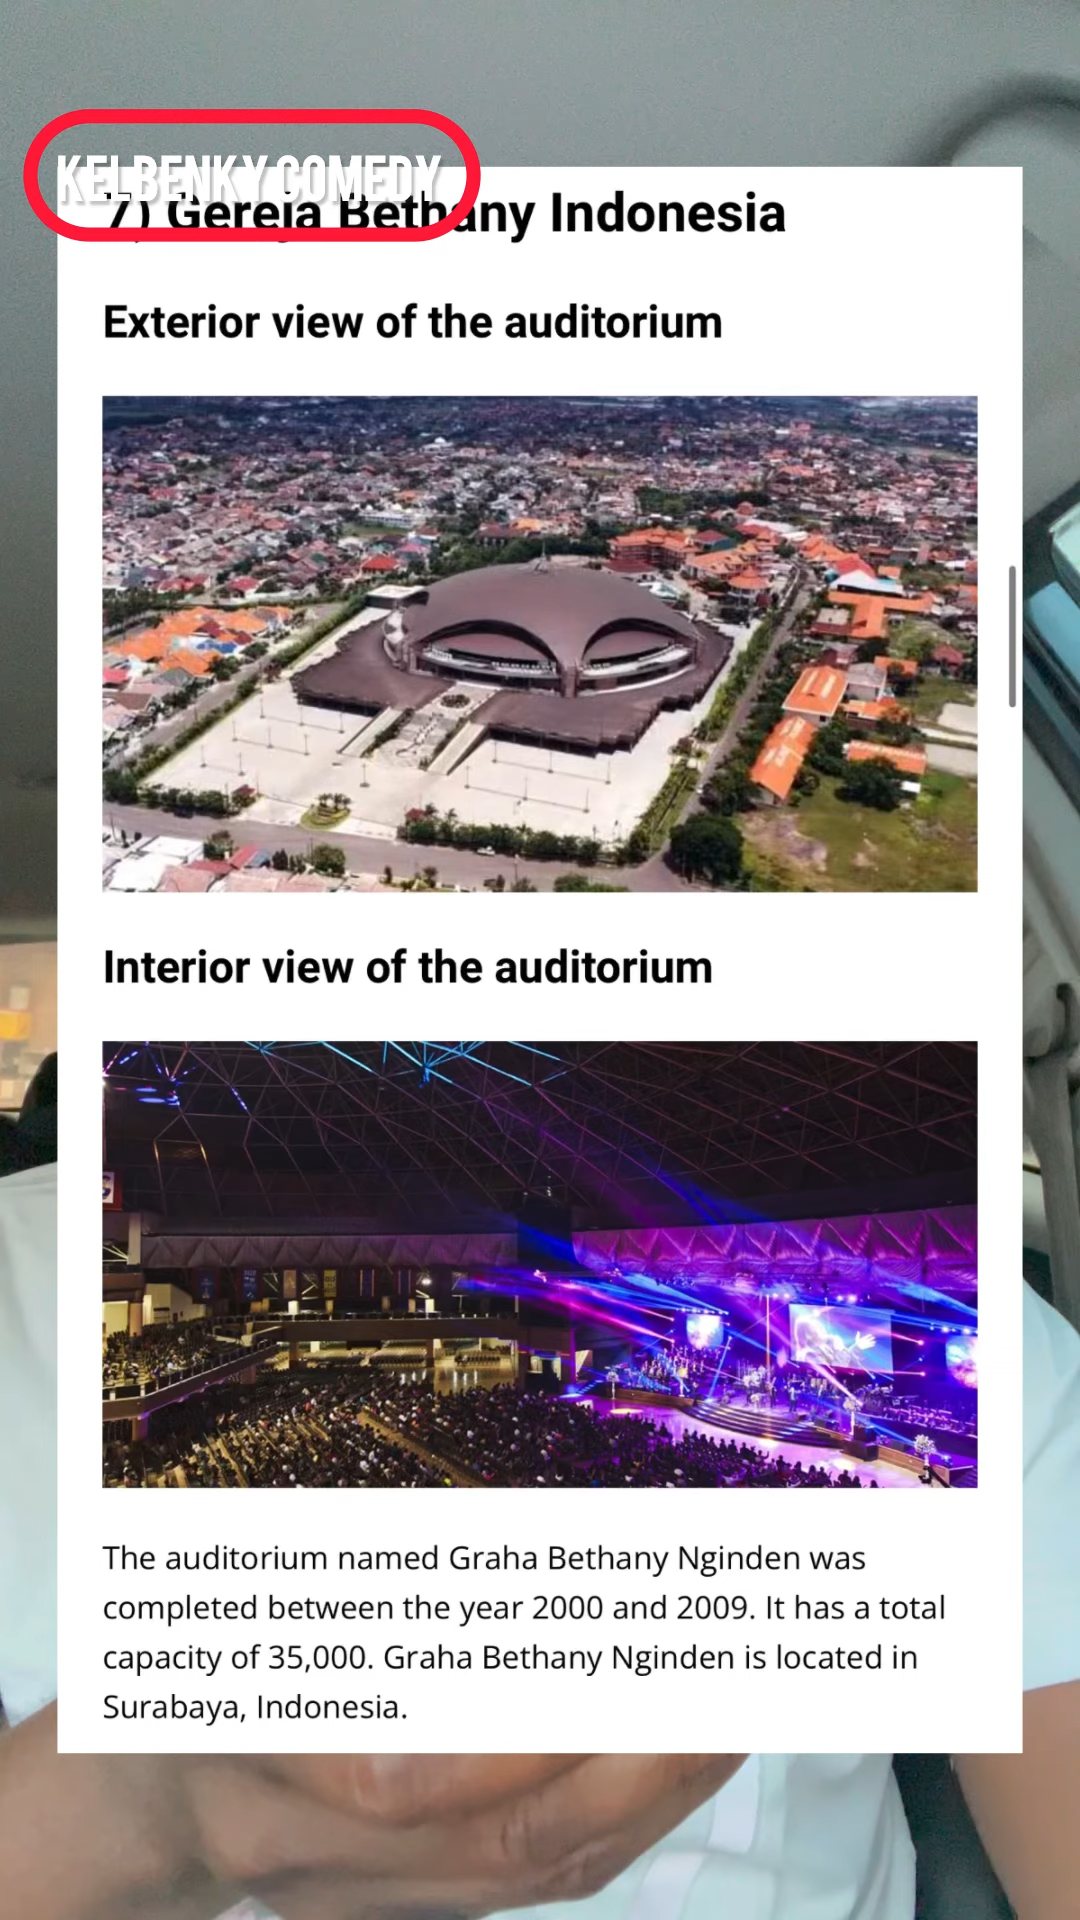 KELBENKY COMEDY
7) Gereja Bethany Indonesia
Exterior view of the auditorium
Interior view of the auditorium
The auditorium named Graha Bethany Nginden was
completed between the year 2000 and 2009. It has a total
capacity of 35,000. Graha Bethany Nginden is located in
Surabaya, Indonesia.